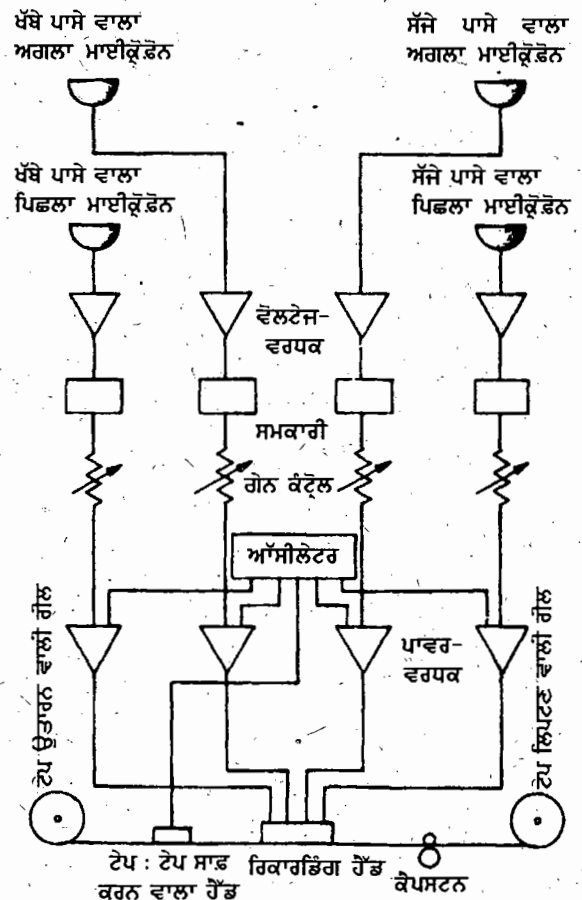 ਖੱਬੇ ਪਾਸੇ ਵਾਲਾ
ਅਗਲਾ ਮਾਈਕ੍ਰੋਫ਼ੋਨ
ਸੱਜੇ ਪਾਸੇ ਵਾਲਾ
ਅਗਲਾ ਮਾਈਕ੍ਰੋਫ਼ੋਨ
ਖੱਬੇ ਪਾਸੇ ਵਾਲਾ
ਪਿਛਲਾ ਮਾਈਕ੍ਰੋਫ਼ੋਨ
ਸੱਜੇ ਪਾਸੇ ਵਾਲਾ
ਪਿਛਲਾ ਮਾਈਕ੍ਰੋਫ਼ੋਨ
ਵੋਲਟੇਜ-
ਵਰਧਕ
ਸਮਕਾਰੀ
ਗੇਨ ਕੰਟ੍ਰੋਲ
ਆੱਸੀਲੇਟਰ
ਪਾਵਰ-
ਵਰਧਕ
ਟੇਪ ਉਤਾਰਨ ਵਾਲੀ ਰੀਲ
ਟੇਪ ਲਿਪਟਣ ਵਾਲੀ ਰੀਲ
ਟੇਪ : ਟੇਪ ਸਾਫ਼
ਕਰਨ ਵਾਲਾ ਹੈੱਡ
ਰਿਕਾਰਡਿੰਗ ਹੈੱਡ
ਕੈਪਸਟਨ